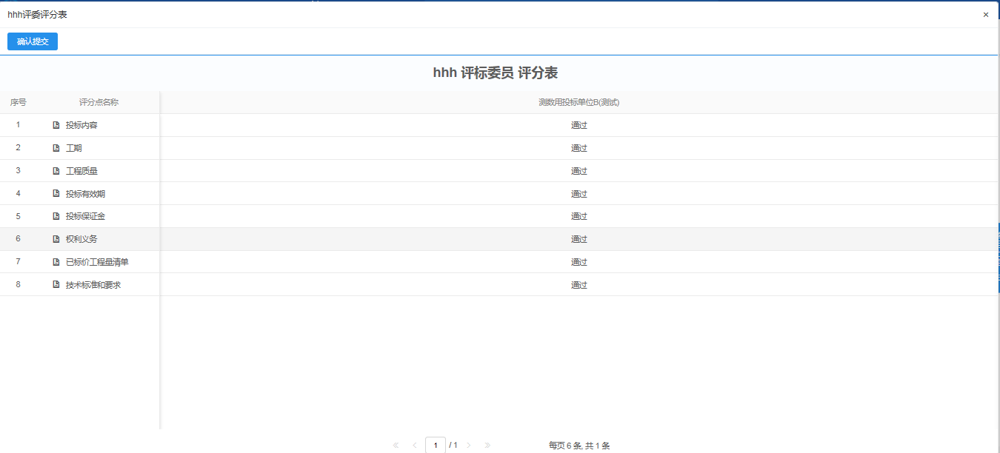 hhh评委评分表 ×
确认提交
hhh 评标委员 评分表
序号 评分点名称 测数用投标单位B(测试)
1 投标内容 通过
2 工期 通过
3 工程质量 通过
4 投标有效期 通过
5 投标保证金 通过
6 权利义务 通过
7 已标价工程量清单 通过
8 技术标准和要求 通过
« ‹ 1 / 1 › » 每页 6 条, 共 1 条